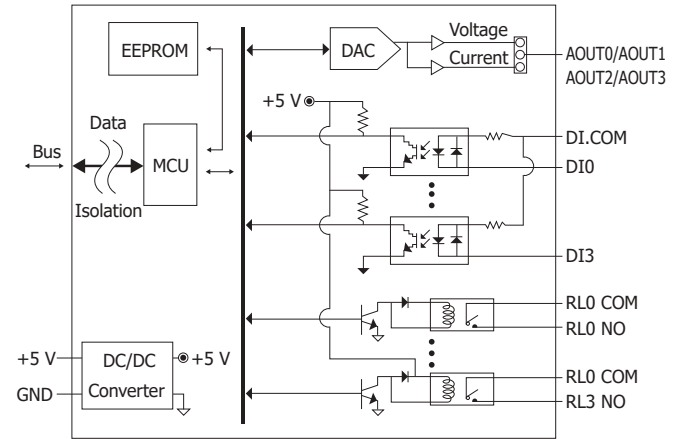 EEPROM
DAC
Voltage
Current
AOUT0/AOUT1
AOUT2/AOUT3
+5 V
Data
Bus
MCU
Isolation
DI.COM
DI0
DI3
RL0 COM
RL0 NO
+5 V
DC/DC
Converter
+5 V
GND
RL0 COM
RL3 NO